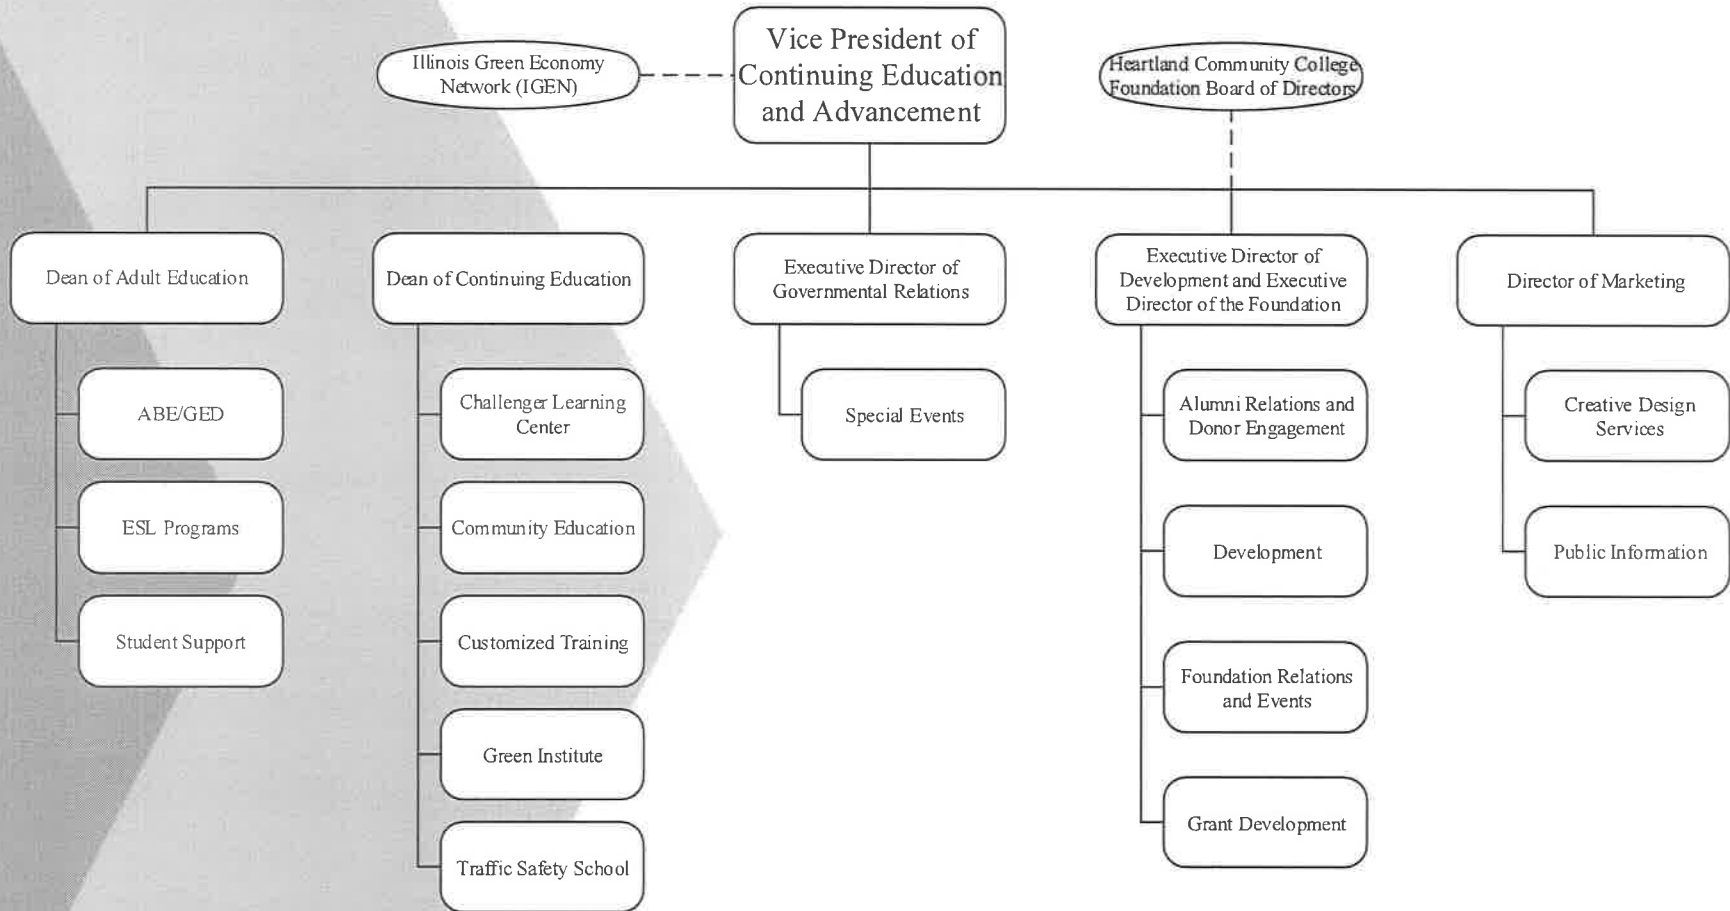 Vice President of
Continuing Education
and Advancement
Illinois Green Economy
Network (IGEN)
Heartland Community College
Foundation Board of Directors
Dean of Adult Education
ABE/GED
ESL Programs
Student Support
Dean of Continuing Education
Challenger Learning
Center
Community Education
Customized Training
Green Institute
Traffic Safety School
Executive Director of
Governmental Relations
Special Events
Executive Director of
Development and Executive
Director of the Foundation
Alumni Relations and
Donor Engagement
Development
Foundation Relations
and Events
Grant Development
Director of Marketing
Creative Design
Services
Public Information